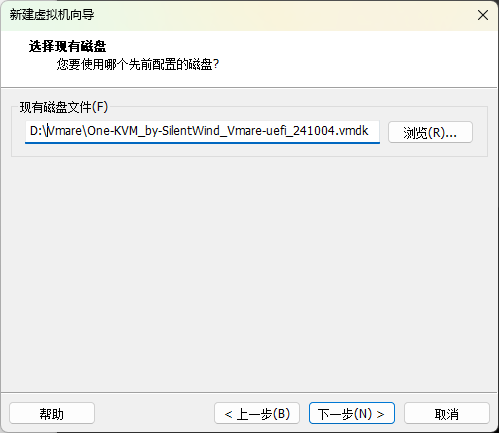 新建虚拟机向导
选择现有磁盘
您要使用哪个先前配置的磁盘?
现有磁盘文件(F)
D:\Vmare\One-KVM_by-SilentWind_Vmare-uefi_241004.vmdk
浏览(R)...
帮助
< 上一步(B)
下一步(N) >
取消